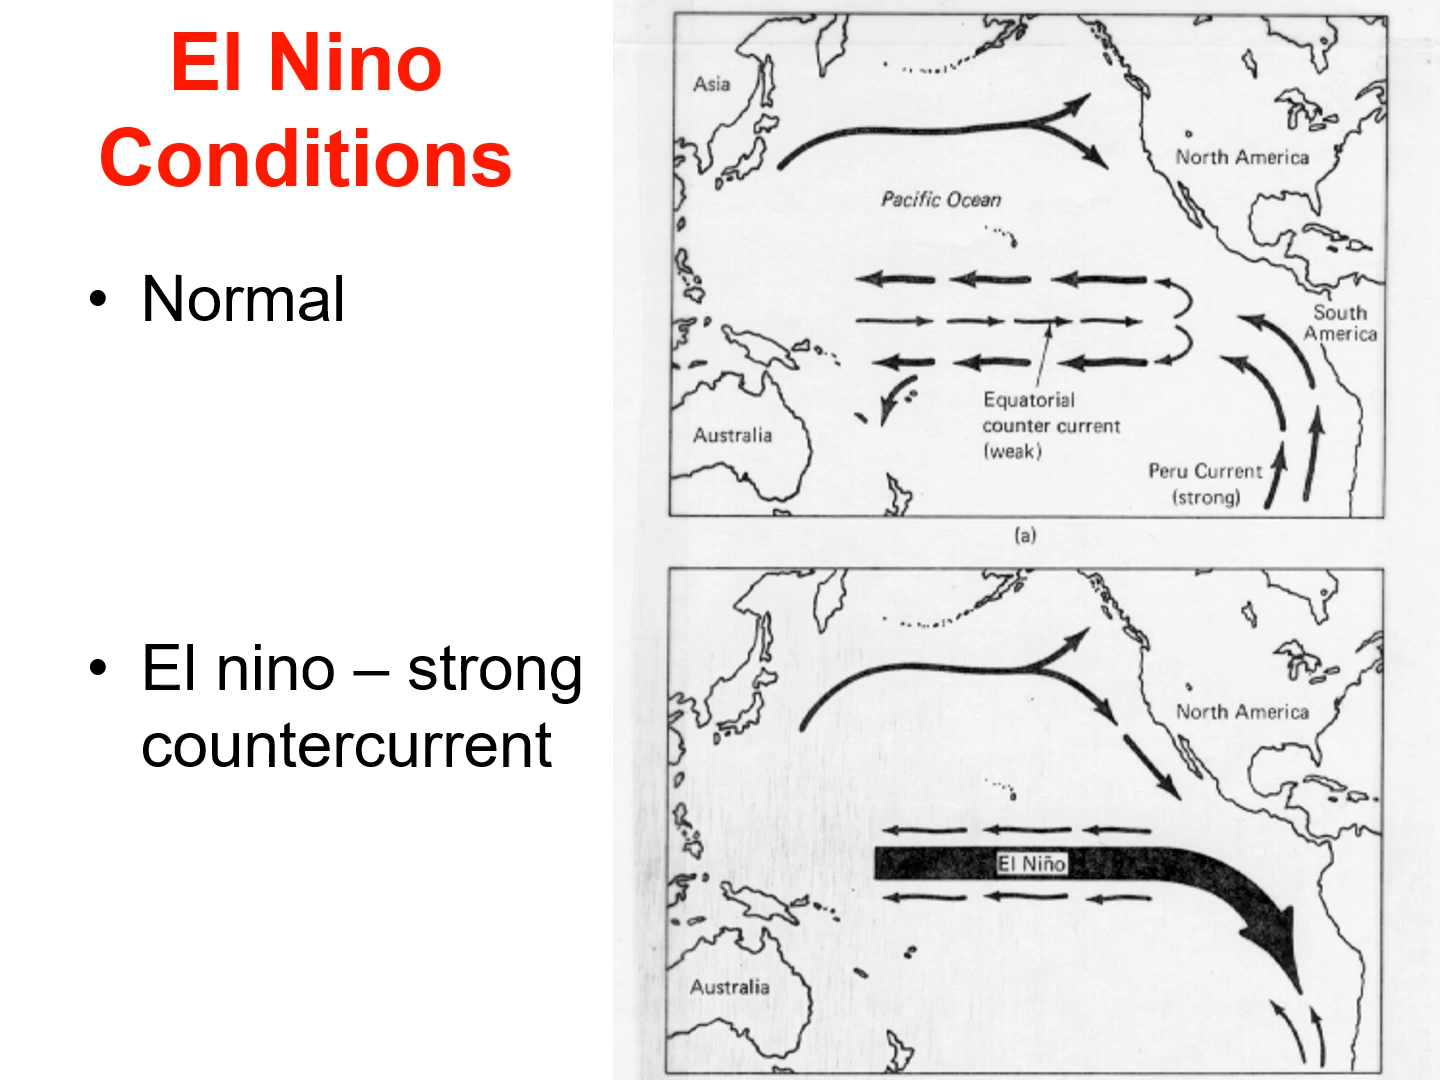 El Nino
Conditions
• Normal
• El nino – strong
countercurrent
Asia
North America
Pacific Ocean
South
America
Equatorial
counter current
(weak)
Australia
Peru Current
(strong)
(a)
North America
El Niño
Australia